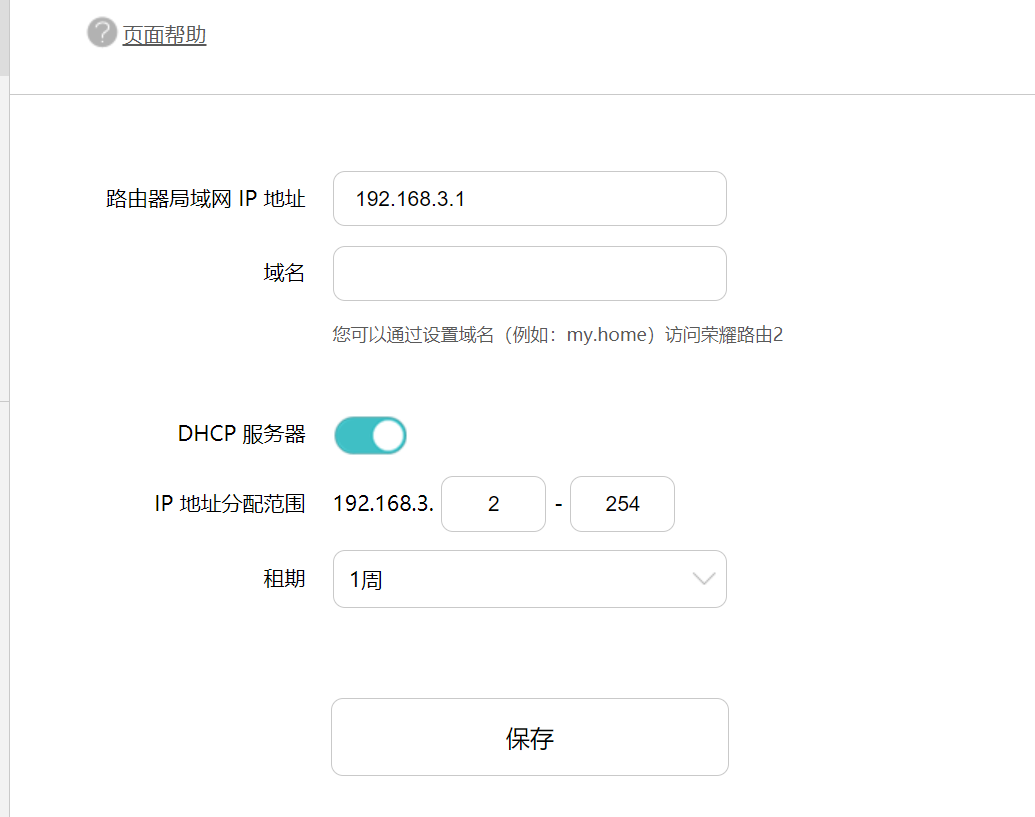 ? 页面帮助
路由器局域网 IP 地址 192.168.3.1
域名
您可以通过设置域名（例如：my.home）访问荣耀路由2
DHCP 服务器
IP 地址分配范围 192.168.3. 2 - 254
租期 1周
保存